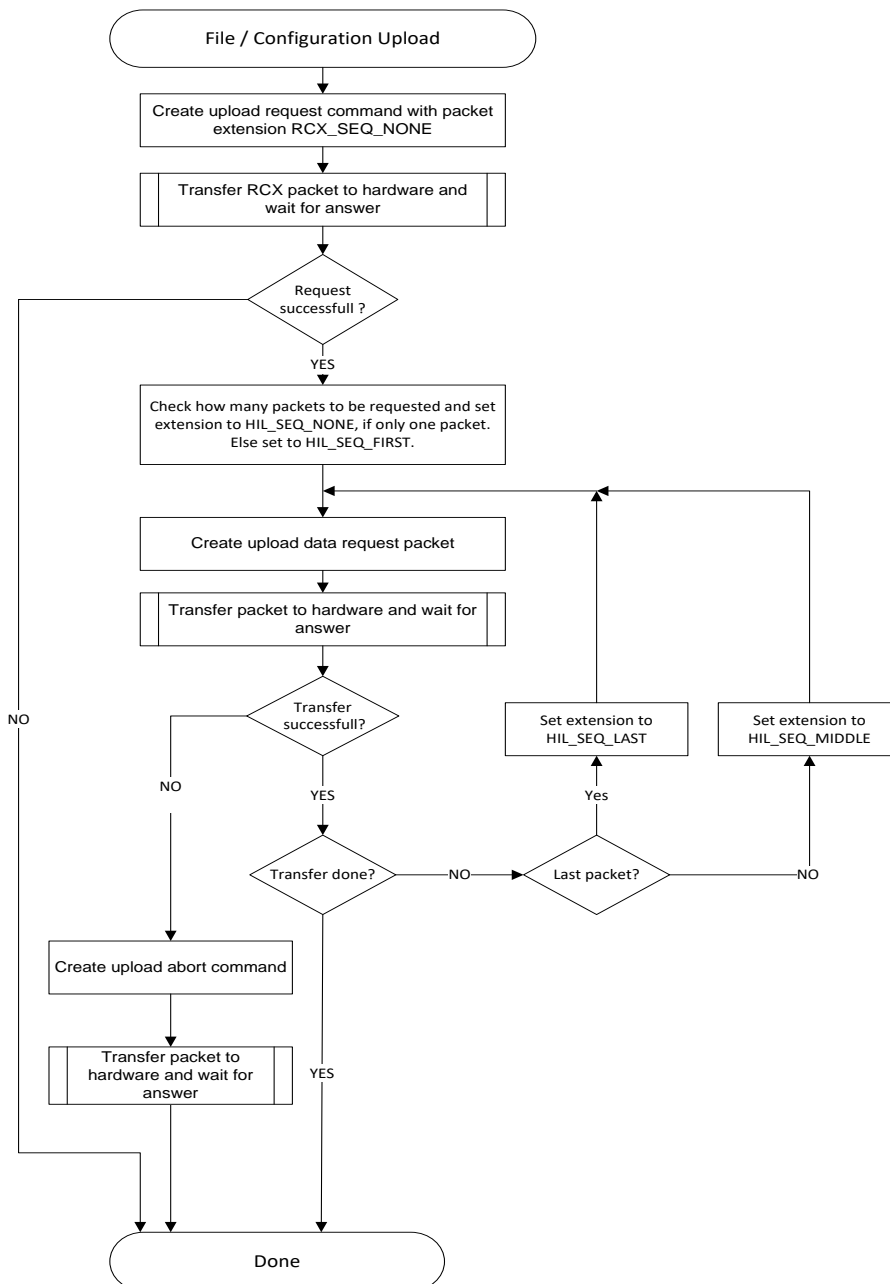 File / Configuration Upload
Create upload request command with packet
extension RCX_SEQ_NONE
Transfer RCX packet to hardware and
wait for answer
Request
successfull ?
YES
Check how many packets to be requested and set
extension to HIL_SEQ_NONE, if only one packet.
Else set to HIL_SEQ_FIRST.
Create upload data request packet
Transfer packet to hardware and wait for
answer
NO
Transfer
successfull?
Set extension to
HIL_SEQ_LAST
Set extension to
HIL_SEQ_MIDDLE
NO
YES
Yes
Transfer done?
NO
Last packet?
NO
Create upload abort command
Transfer packet to
hardware and wait for
answer
YES
Done